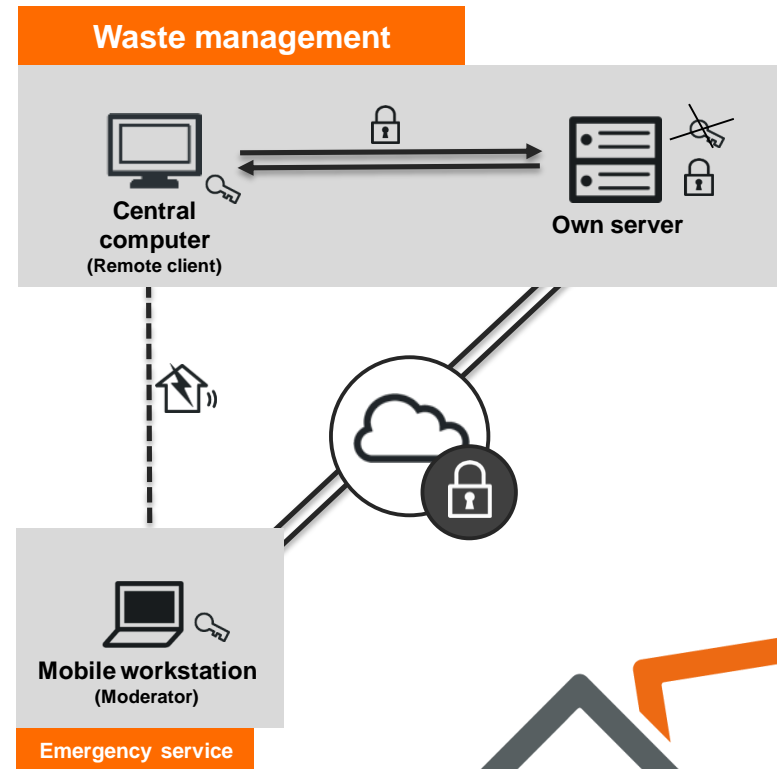 Waste management
Central
computer
(Remote client)
Own server
Mobile workstation
(Moderator)
Emergency service